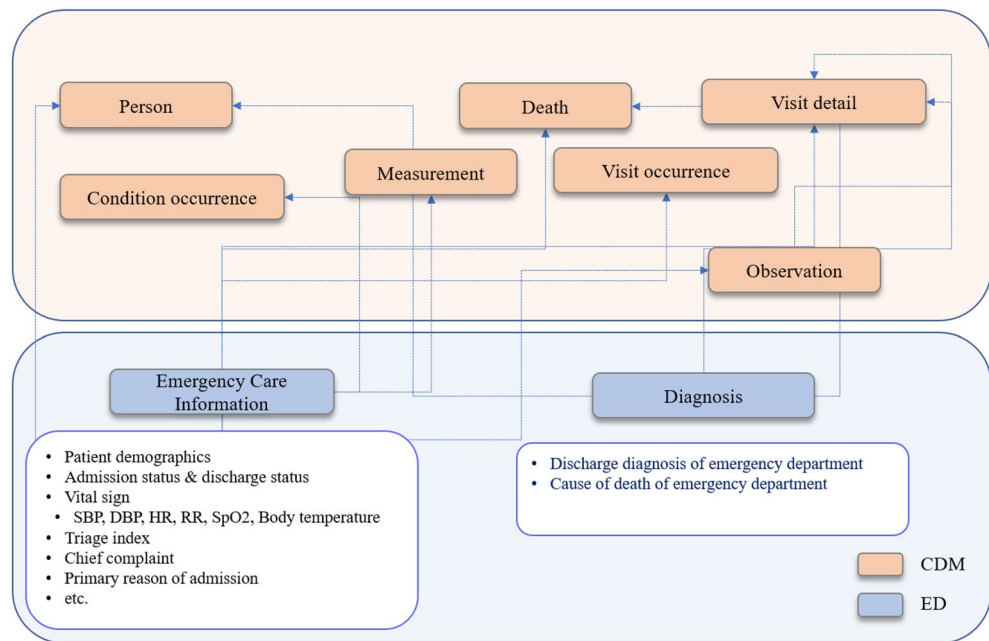 Person
Death
Visit detail
Measurement
Visit occurrence
Condition occurrence
Observation
Emergency Care
Information
Diagnosis
• Patient demographics
• Admission status & discharge status
• Vital sign
• SBP, DBP, HR, RR, SpO2, Body temperature
• Triage index
• Chief complaint
• Primary reason of admission
• etc.
• Discharge diagnosis of emergency department
• Cause of death of emergency department
CDM
ED